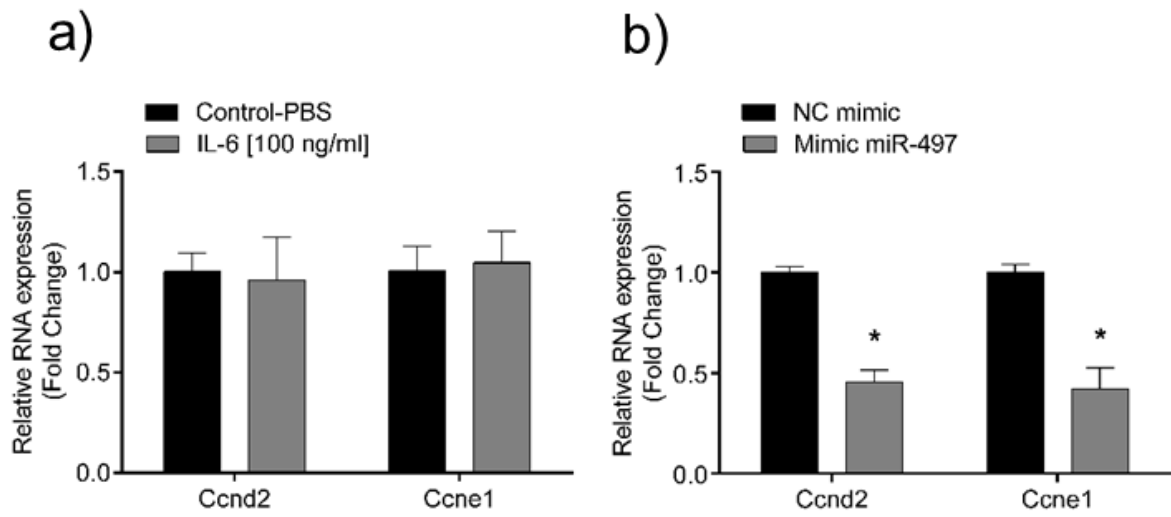 a)
Control-PBS
IL-6 [100 ng/ml]
Relative RNA expression
(Fold Change)
1.5
1.0
0.5
0.0
Ccnd2 Ccne1
b)
NC mimic
Mimic miR-497
Relative RNA expression
(Fold Change)
1.5
1.0
0.5
0.0
* *
Ccnd2 Ccne1